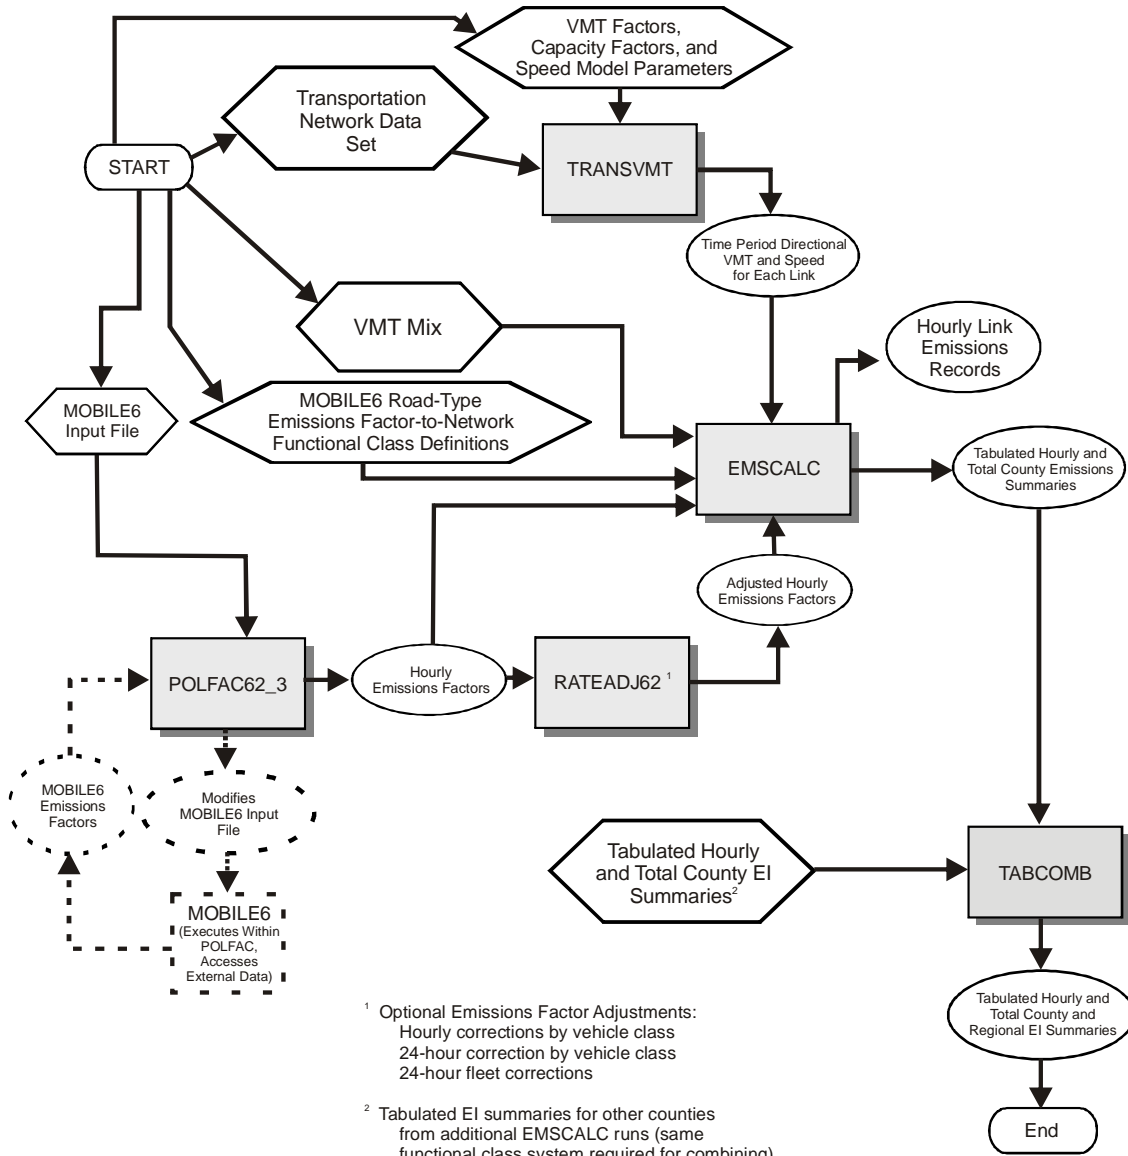 VMT Factors,
Capacity Factors, and
Speed Model Parameters
Transportation
Network Data
Set
START
TRANSVMT
Time Period Directional
VMT and Speed
for Each Link
VMT Mix
Hourly Link
Emissions
Records
MOBILE6
Input File
MOBILE6 Road-Type
Emissions Factor-to-Network
Functional Class Definitions
EMSCALC
Tabulated Hourly and
Total County Emissions
Summaries
Adjusted Hourly
Emissions Factors
POLFAC62_3
Hourly
Emissions Factors
RATEADJ62 1
MOBILE6
Emissions
Factors
Modifies
MOBILE6 Input
File
Tabulated Hourly
and Total County EI
Summaries2
TABCOMB
MOBILE6
(Executes Within
POLFAC,
Accesses
External Data)
Tabulated Hourly and
Total County and
Regional EI Summaries
1 Optional Emissions Factor Adjustments:
Hourly corrections by vehicle class
24-hour correction by vehicle class
24-hour fleet corrections
2 Tabulated EI summaries for other counties
from additional EMSCALC runs (same
functional class system required for combining)
End